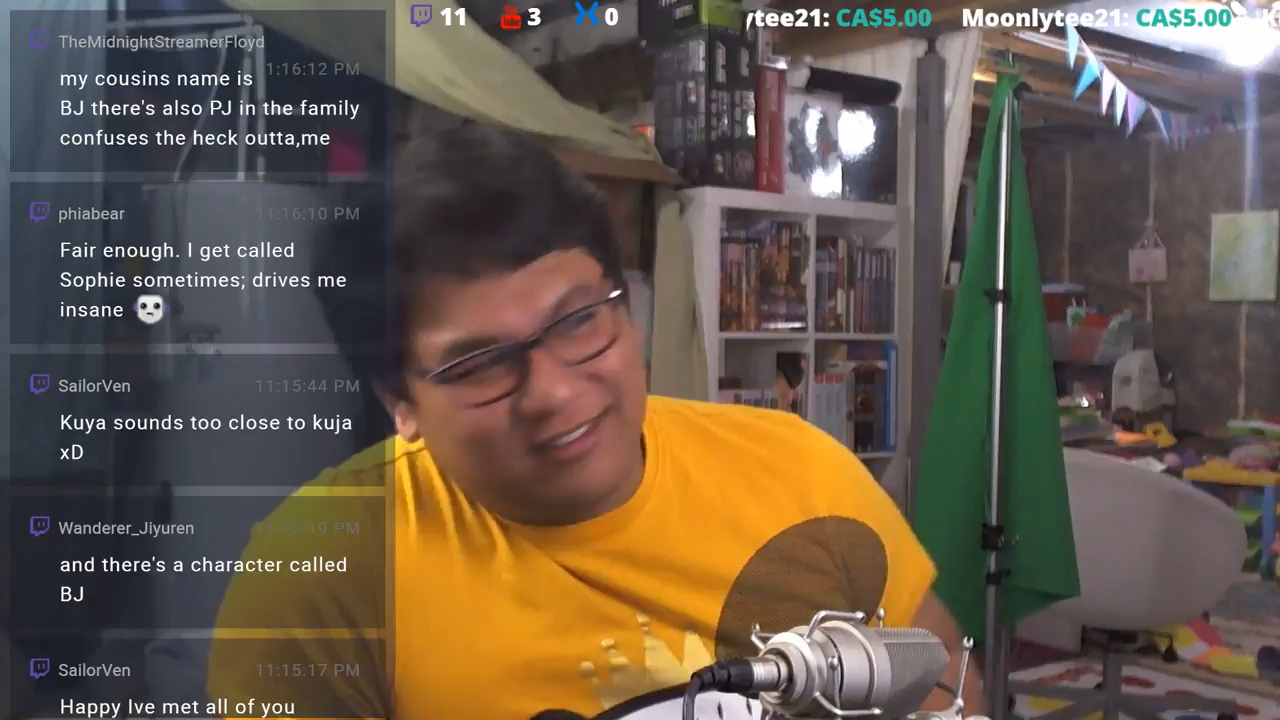 11 3 0 ytee21: CA$5.00 Moonlytee21: CA$5.00
TheMidnightStreamerFloyd
1:16:12 PM
my cousins name is
BJ there's also PJ in the family
confuses the heck outta,me
phiabear 11:16:10 PM
Fair enough. I get called
Sophie sometimes; drives me
insane
SailorVen 11:15:44 PM
Kuya sounds too close to kuja
xD
Wanderer_Jiyuren 11:15:19 PM
and there's a character called
BJ
SailorVen 11:15:17 PM
Happy Ive met all of you